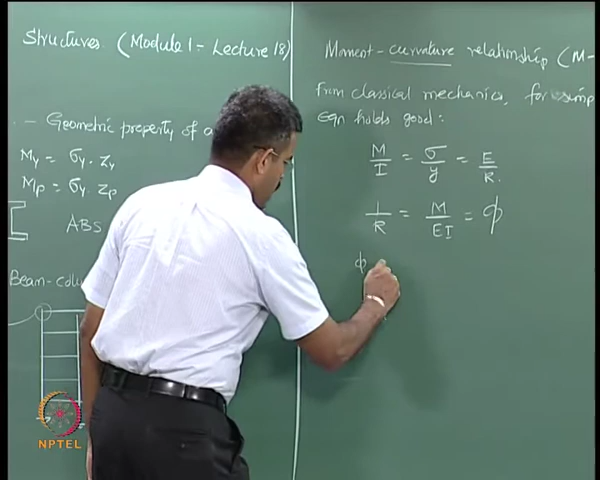 Structures (Module 1 - Lecture 18)
- Geometric property of
My = σy . Zy
Mp = σy . Zp
ABS
Beam-colu
Moment-curvature relationship (M-
From classical mechanics, for simp
Eqn holds good:
M/I = σ/y = E/R.
1/R = M/EI = φ
φ
NPTEL